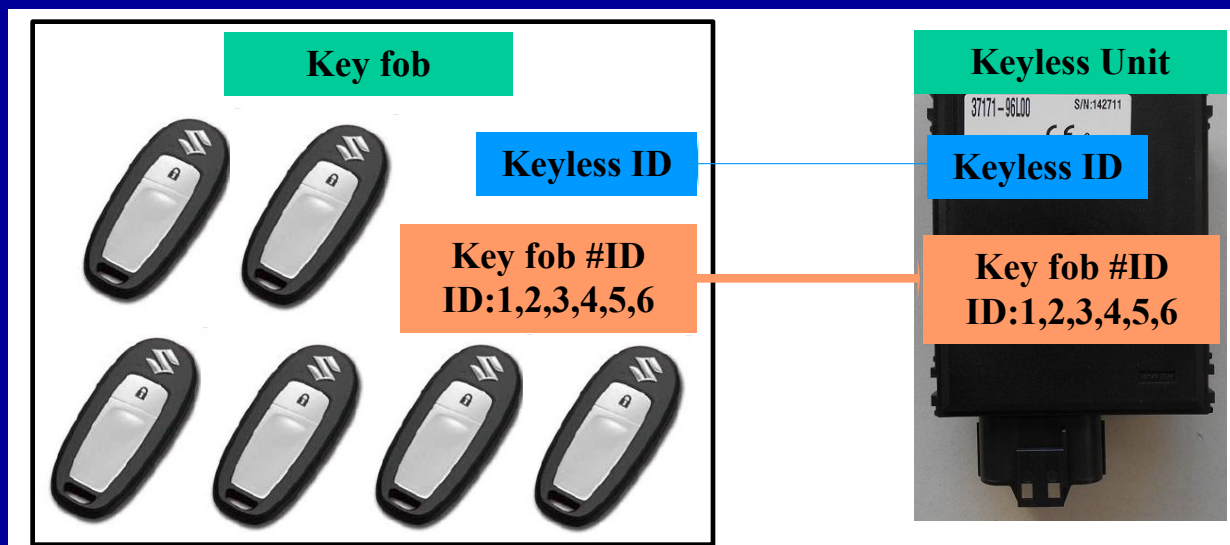 Key fob
Keyless Unit
37171-96L00 S/N:142711
CE
Keyless ID
Keyless ID
Key fob #ID
ID:1,2,3,4,5,6
Key fob #ID
ID:1,2,3,4,5,6